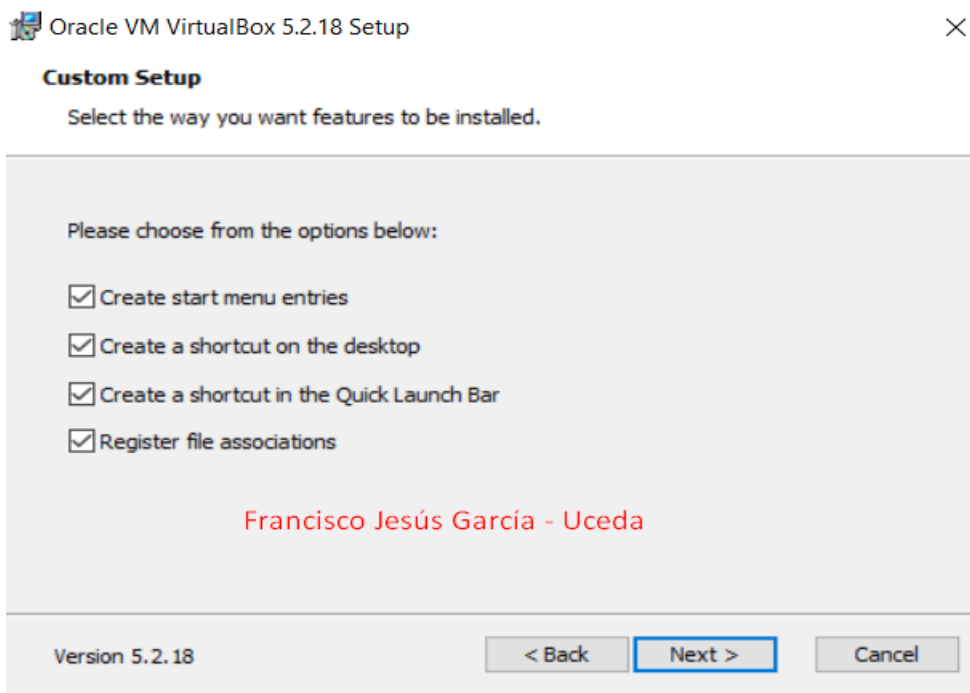 Oracle VM VirtualBox 5.2.18 Setup
Custom Setup
Select the way you want features to be installed.
Please choose from the options below:
Create start menu entries
Create a shortcut on the desktop
Create a shortcut in the Quick Launch Bar
Register file associations
Francisco Jesús García - Uceda
Version 5.2.18
< Back
Next >
Cancel